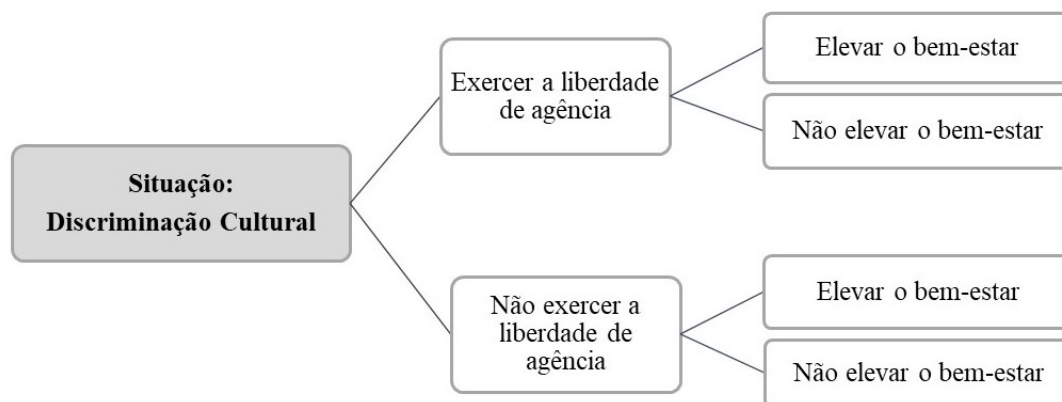 Situação:
Discriminação Cultural
Exercer a liberdade
de agência
Elevar o bem-estar
Não elevar o bem-estar
Não exercer a
liberdade de
agência
Elevar o bem-estar
Não elevar o bem-estar